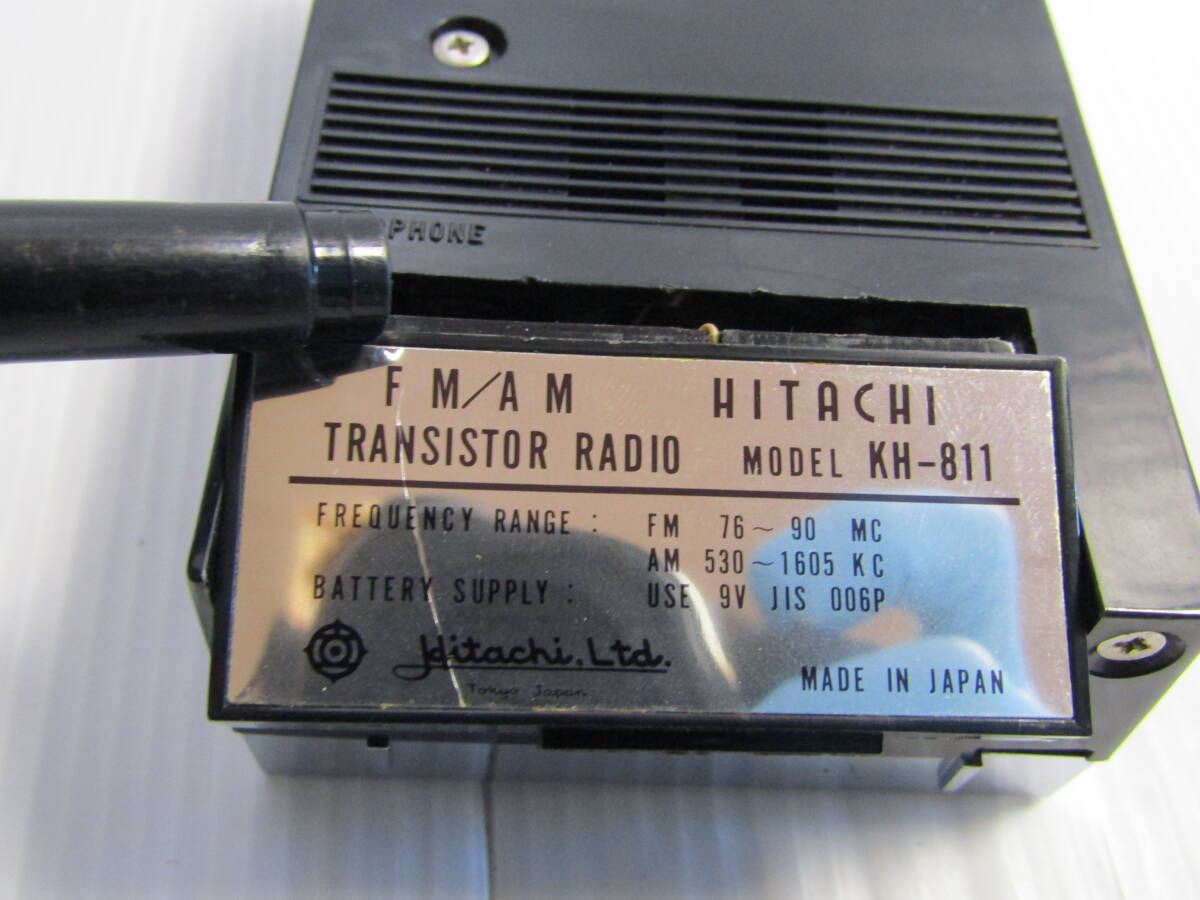 PHONE
FM/AM HITACHI
TRANSISTOR RADIO MODEL KH-811
FREQUENCY RANGE : FM 76~90 MC
AM 530~1605 KC
BATTERY SUPPLY : USE 9V JIS 006P
Hitachi, Ltd.
Tokyo Japan
MADE IN JAPAN